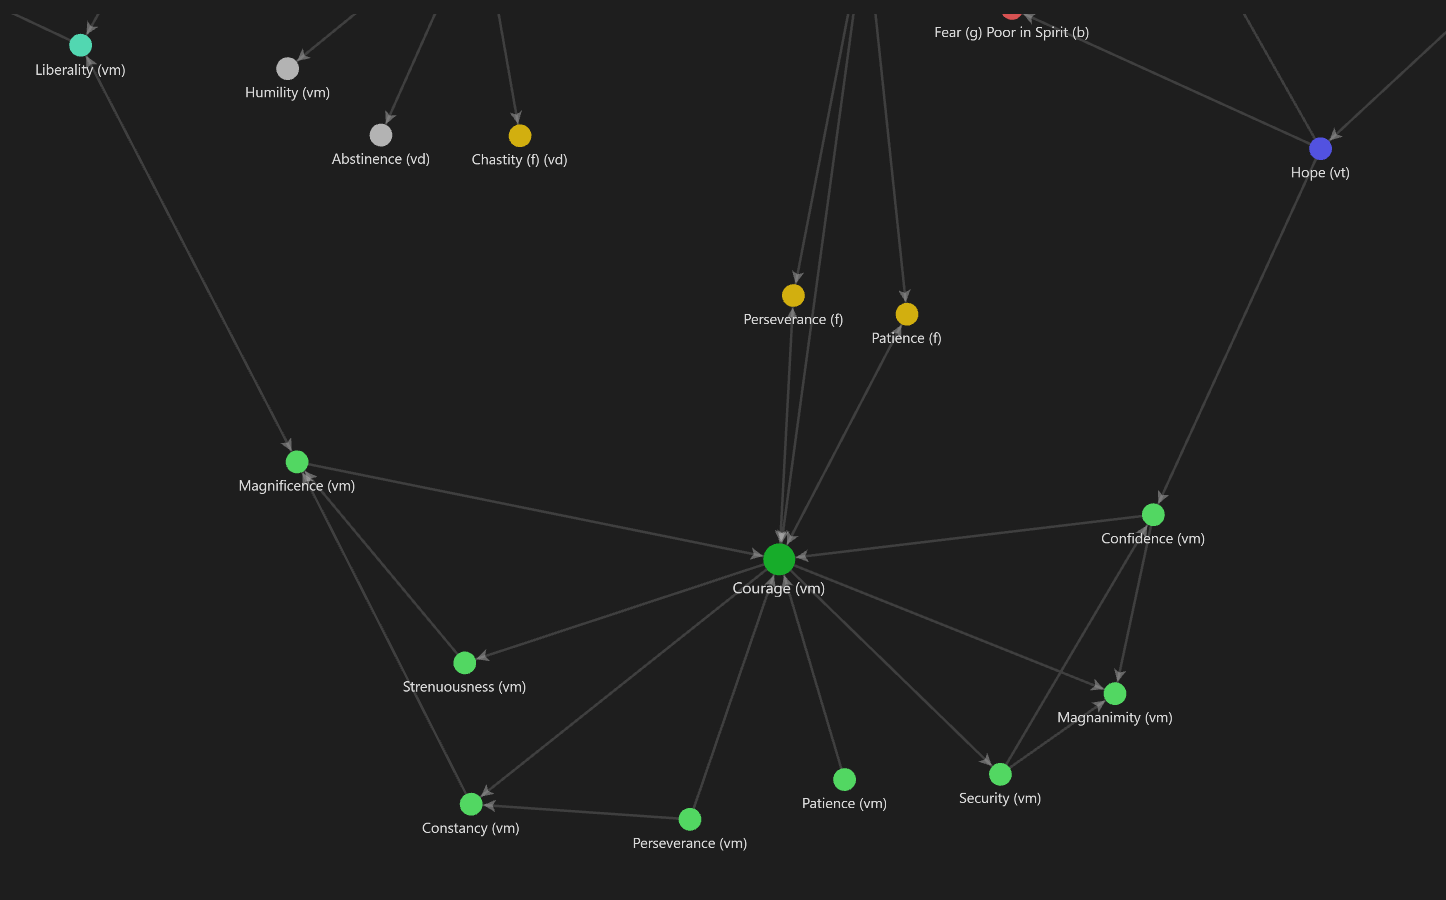 Fear (g) Poor in Spirit (b)
Liberality (vm)
Humility (vm)
Abstinence (vd)
Chastity (f) (vd)
Hope (vt)
Perseverance (f)
Patience (f)
Magnificence (vm)
Confidence (vm)
Courage (vm)
Strenuousness (vm)
Magnanimity (vm)
Security (vm)
Patience (vm)
Constancy (vm)
Perseverance (vm)